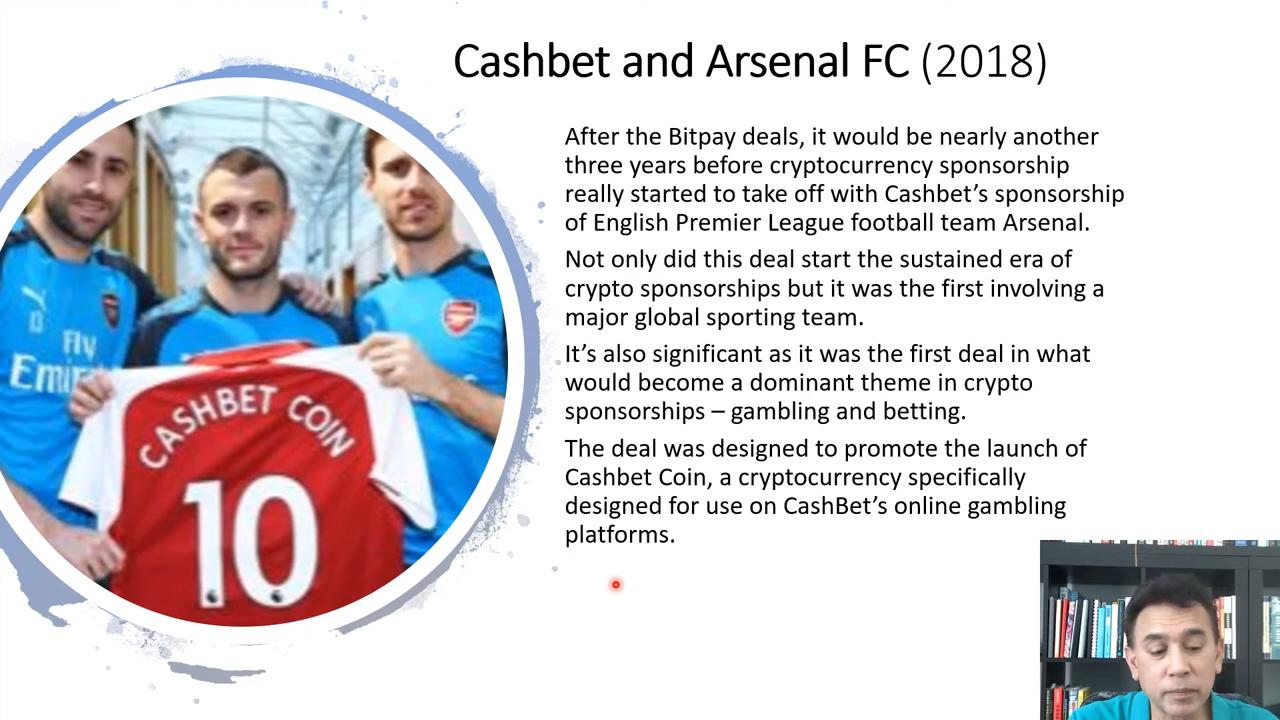 Cashbet and Arsenal FC (2018)
After the Bitpay deals, it would be nearly another
three years before cryptocurrency sponsorship
really started to take off with Cashbet’s sponsorship
of English Premier League football team Arsenal.
Not only did this deal start the sustained era of
crypto sponsorships but it was the first involving a
major global sporting team.
It’s also significant as it was the first deal in what
would become a dominant theme in crypto
sponsorships – gambling and betting.
The deal was designed to promote the launch of
Cashbet Coin, a cryptocurrency specifically
designed for use on CashBet’s online gambling
platforms.
Fly
CASHBET COIN
10